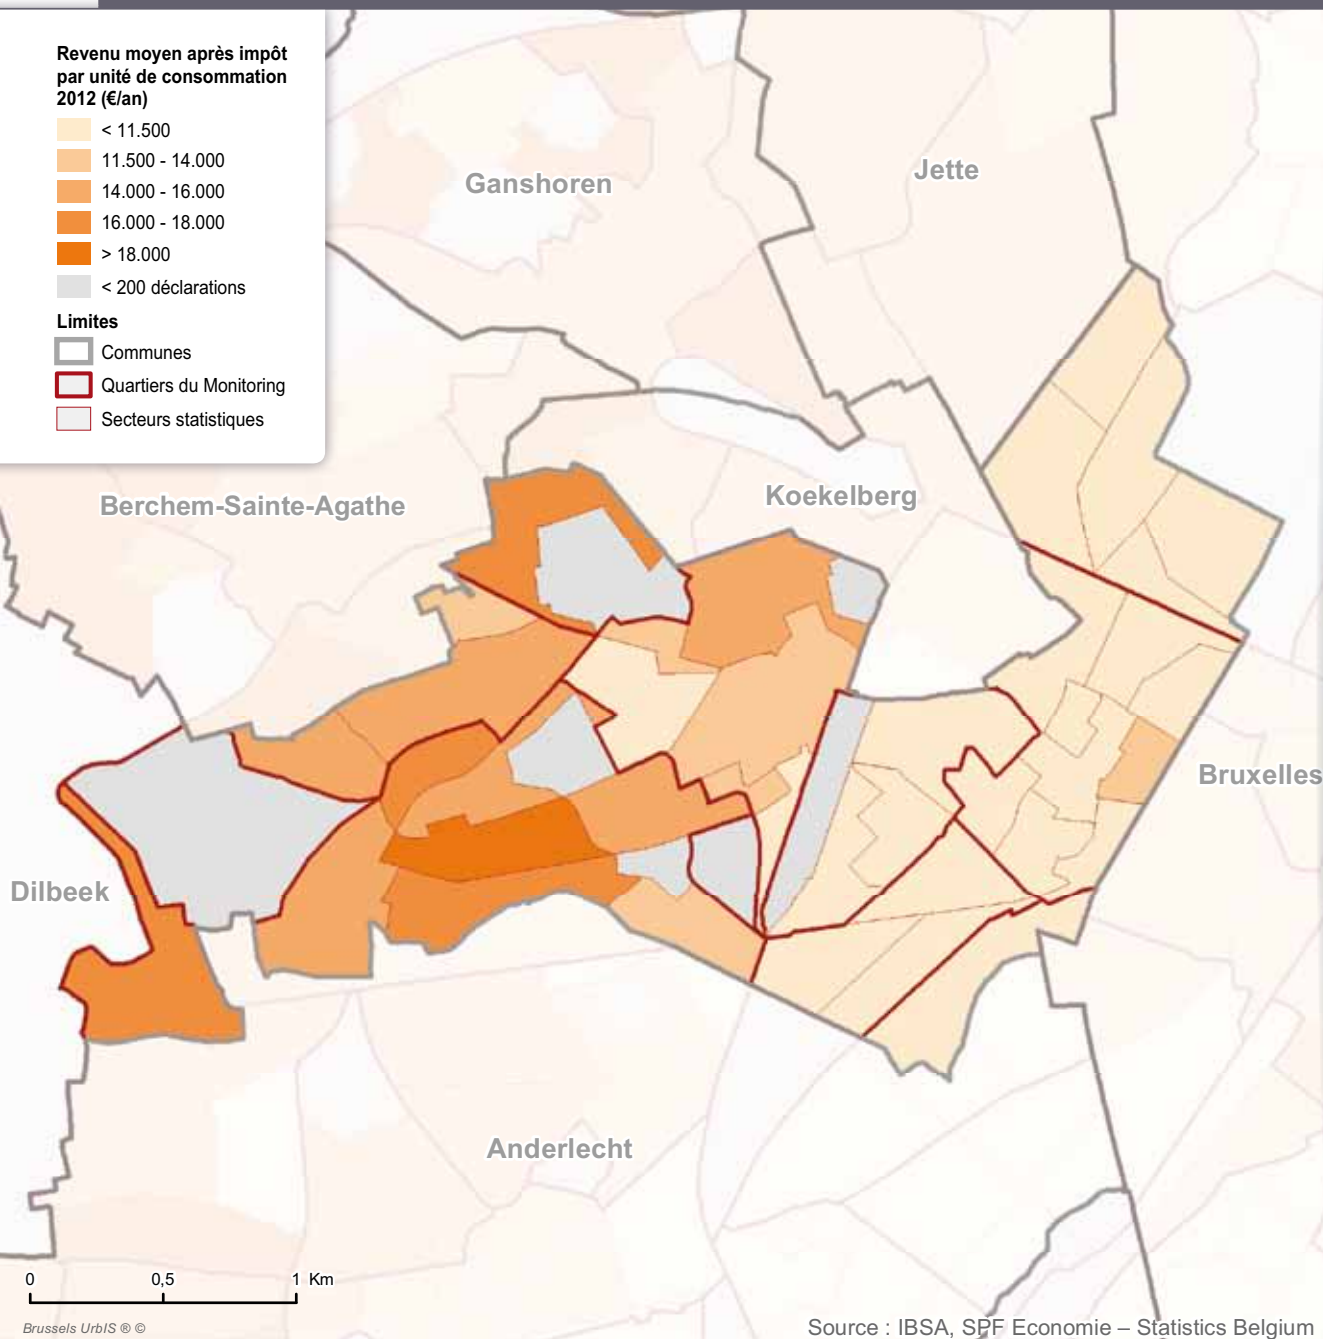 Revenu moyen après impôt
par unité de consommation
2012 (€/an)
< 11.500
11.500 - 14.000
14.000 - 16.000
16.000 - 18.000
> 18.000
< 200 déclarations
Limites
Communes
Quartiers du Monitoring
Secteurs statistiques
Ganshoren
Jette
Koekelberg
Berchem-Sainte-Agathe
Bruxelles
Dilbeek
Anderlecht
0 0,5 1 Km
Brussels UrbIS ® ©
Source : IBSA, SPF Economie – Statistics Belgium